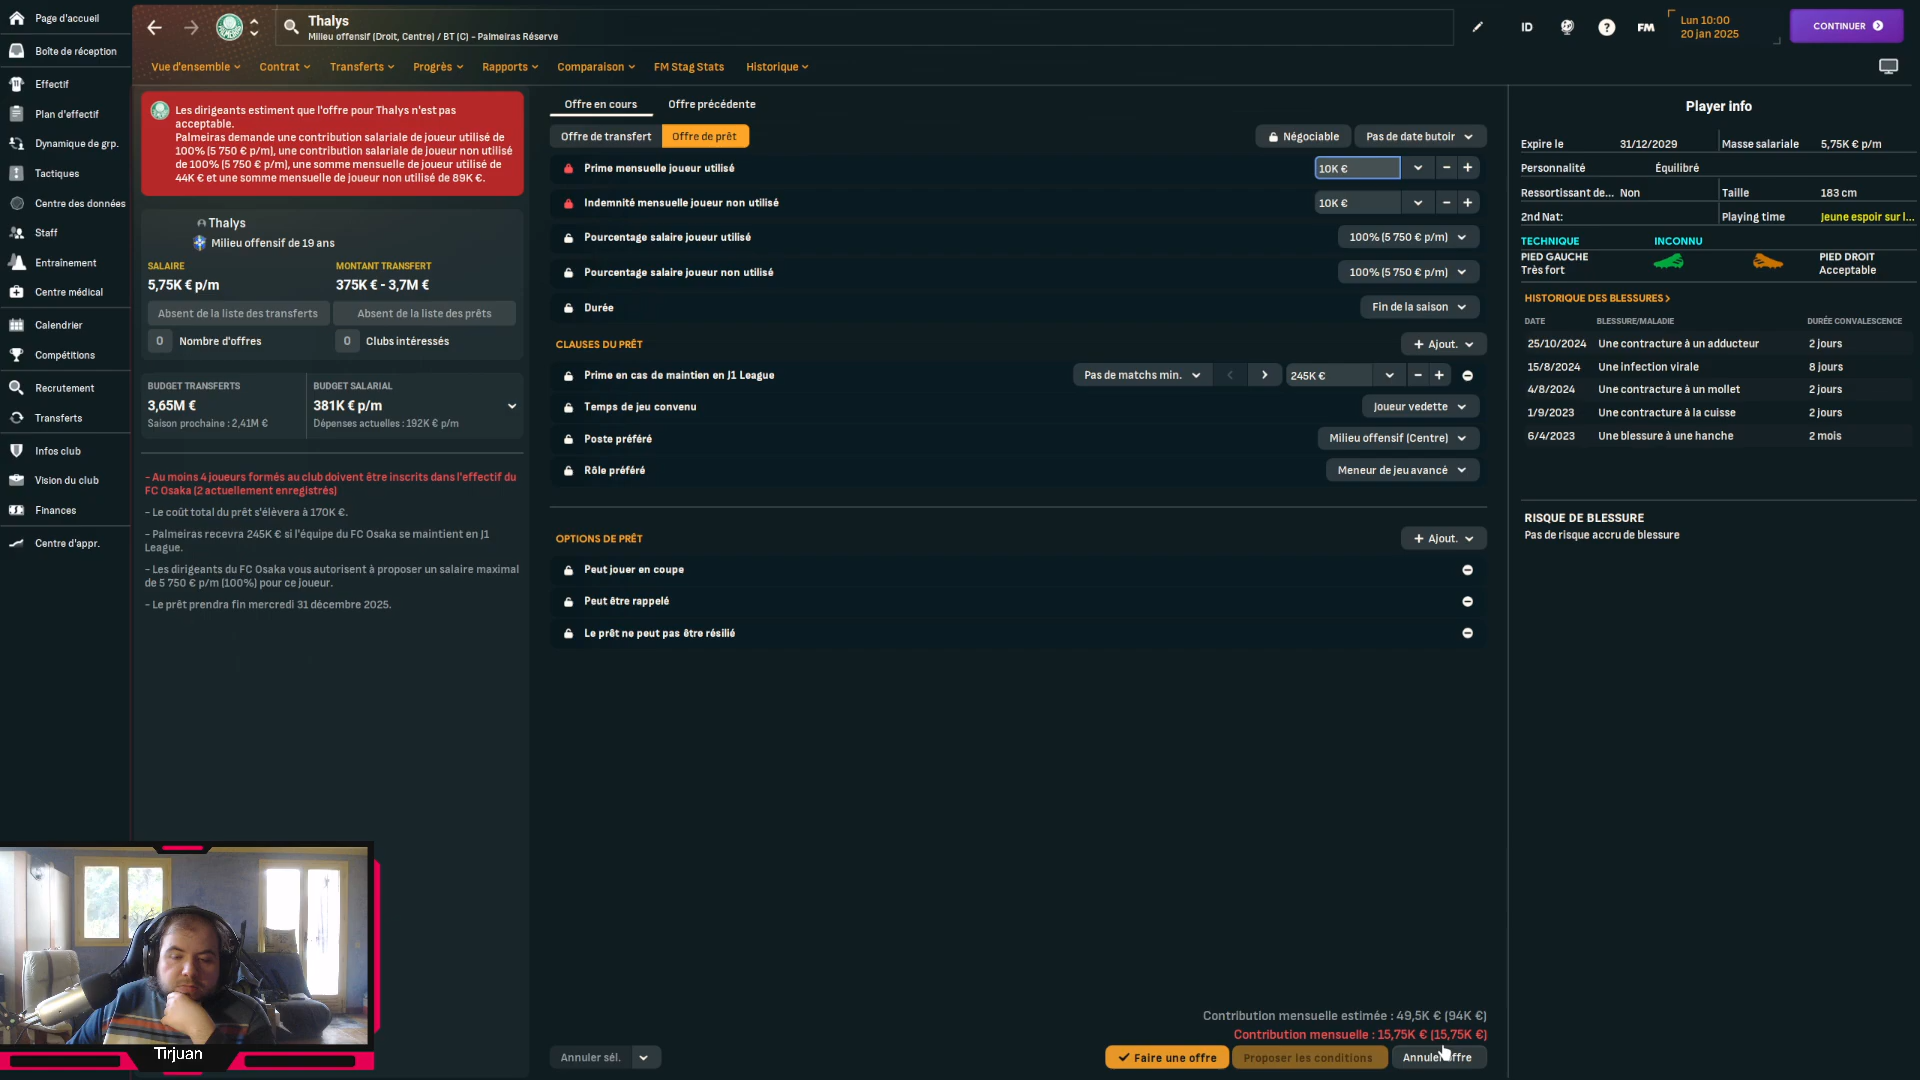 Page d'accueil
Boîte de réception
Effectif
Plan d'effectif
Dynamique de grp.
Tactiques
Centre des données
Staff
Entraînement
Centre médical
Calendrier
Compétitions
Recrutement
Transferts
Infos club
Vision du club
Finances
Centre d'appr.
Thalys
Milieu offensif (Droit, Centre) / BT (C) - Palmeiras Réserve
ID
FM
Lun 10:00
20 jan 2025
CONTINUER
Vue d'ensemble
Contrat
Transferts
Progrès
Rapports
Comparaison
FM Stag Stats
Historique
Les dirigeants estiment que l'offre pour Thalys n'est pas
acceptable.
Palmeiras demande une contribution salariale de joueur utilisé de
100% (5 750 € p/m), une contribution salariale de joueur non utilisé
de 100% (5 750 € p/m), une somme mensuelle de joueur utilisé de
44K € et une somme mensuelle de joueur non utilisé de 89K €.
Thalys
Milieu offensif de 19 ans
SALAIRE
5,75K € p/m
MONTANT TRANSFERT
375K € - 3,7M €
Absent de la liste des transferts
Absent de la liste des prêts
0 Nombre d'offres
0 Clubs intéressés
BUDGET TRANSFERTS
3,65M €
Saison prochaine : 2,41M €
BUDGET SALARIAL
381K € p/m
Dépenses actuelles : 192K € p/m
- Au moins 4 joueurs formés au club doivent être inscrits dans l'effectif du
FC Osaka (2 actuellement enregistrés)
- Le coût total du prêt s'élèvera à 170K €.
- Palmeiras recevra 245K € si l'équipe du FC Osaka se maintient en J1
League.
- Les dirigeants du FC Osaka vous autorisent à proposer un salaire maximal
de 5 750 € p/m (100%) pour ce joueur.
- Le prêt prendra fin mercredi 31 décembre 2025.
Offre en cours
Offre précédente
Offre de transfert
Offre de prêt
Négociable
Pas de date butoir
Prime mensuelle joueur utilisé
10K €
Indemnité mensuelle joueur non utilisé
10K €
Pourcentage salaire joueur utilisé
100% (5 750 € p/m)
Pourcentage salaire joueur non utilisé
100% (5 750 € p/m)
Durée
Fin de la saison
CLAUSES DU PRÊT
Ajout.
Prime en cas de maintien en J1 League
Pas de matchs min.
245K €
Temps de jeu convenu
Joueur vedette
Poste préféré
Milieu offensif (Centre)
Rôle préféré
Meneur de jeu avancé
OPTIONS DE PRÊT
Ajout.
Peut jouer en coupe
Peut être rappelé
Le prêt ne peut pas être résilié
Contribution mensuelle estimée : 49,5K € (94K €)
Contribution mensuelle : 15,75K € (15,75K €)
Annuler sél.
Faire une offre
Proposer les conditions
Player info
Expire le 31/12/2029
Masse salariale 5,75K € p/m
Personnalité Équilibré
Ressortissant de... Non
Taille 183 cm
2nd Nat:
Playing time Jeune espoir sur l...
TECHNIQUE
INCONNU
PIED GAUCHE
Très fort
PIED DROIT
Acceptable
HISTORIQUE DES BLESSURES
DATE BLESSURE/MALADIE DURÉE CONVALESCENCE
25/10/2024 Une contracture à un adducteur 2 jours
15/8/2024 Une infection virale 8 jours
4/8/2024 Une contracture à un mollet 2 jours
1/9/2023 Une contracture à la cuisse 2 jours
6/4/2023 Une blessure à une hanche 2 mois
RISQUE DE BLESSURE
Pas de risque accru de blessure
Tirjuan